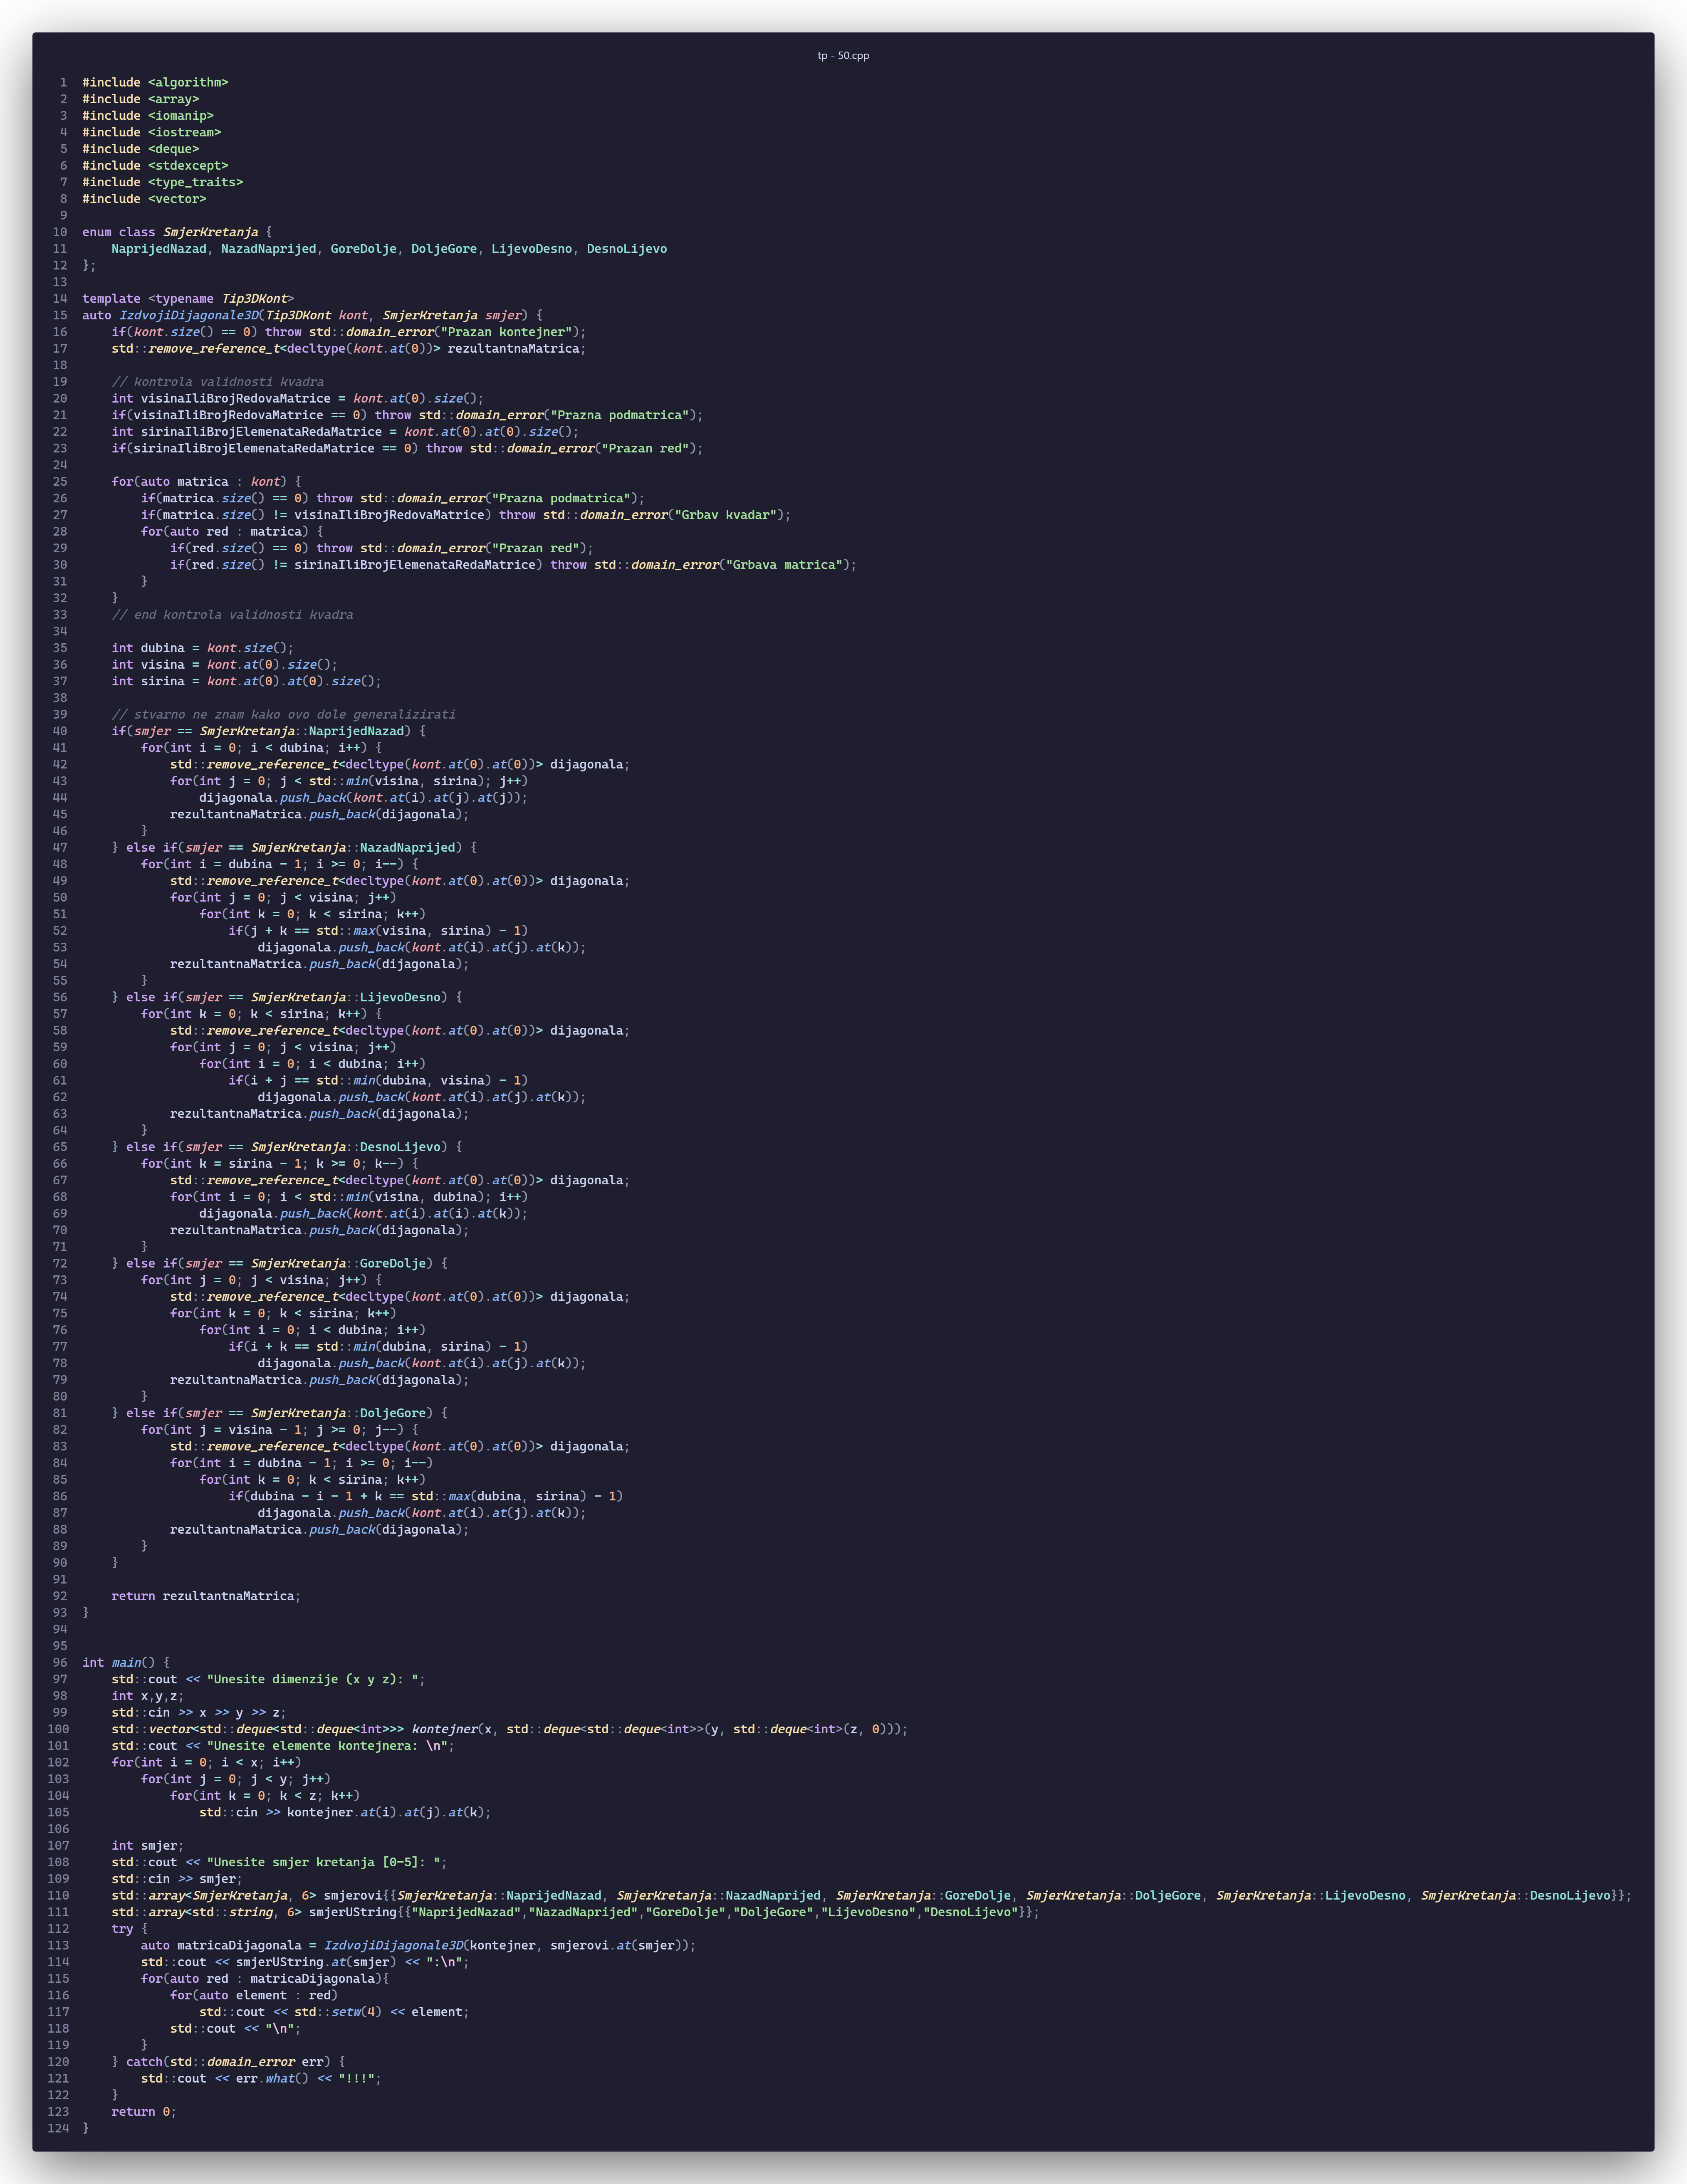 tp - 50.cpp
1 #include <algorithm>
2 #include <array>
3 #include <iomanip>
4 #include <iostream>
5 #include <deque>
6 #include <stdexcept>
7 #include <type_traits>
8 #include <vector>
9
10 enum class SmjerKretanja {
11     NaprijedNazad, NazadNaprijed, GoreDolje, DoljeGore, LijevoDesno, DesnoLijevo
12 };
13
14 template <typename Tip3DKont>
15 auto IzdvojiDijagonale3D(Tip3DKont kont, SmjerKretanja smjer) {
16     if(kont.size() == 0) throw std::domain_error("Prazan kontejner");
17     std::remove_reference_t<decltype(kont.at(0))> rezultantnaMatrica;
18
19     // kontrola validnosti kvadra
20     int visinaIliBrojRedovaMatrice = kont.at(0).size();
21     if(visinaIliBrojRedovaMatrice == 0) throw std::domain_error("Prazna podmatrica");
22     int sirinaIliBrojElemenataRedaMatrice = kont.at(0).at(0).size();
23     if(sirinaIliBrojElemenataRedaMatrice == 0) throw std::domain_error("Prazan red");
24
25     for(auto matrica : kont) {
26         if(matrica.size() == 0) throw std::domain_error("Prazna podmatrica");
27         if(matrica.size() != visinaIliBrojRedovaMatrice) throw std::domain_error("Grbav kvadar");
28         for(auto red : matrica) {
29             if(red.size() == 0) throw std::domain_error("Prazan red");
30             if(red.size() != sirinaIliBrojElemenataRedaMatrice) throw std::domain_error("Grbava matrica");
31         }
32     }
33     // end kontrola validnosti kvadra
34
35     int dubina = kont.size();
36     int visina = kont.at(0).size();
37     int sirina = kont.at(0).at(0).size();
38
39     // stvarno ne znam kako ovo dole generalizirati
40     if(smjer == SmjerKretanja::NaprijedNazad) {
41         for(int i = 0; i < dubina; i++) {
42             std::remove_reference_t<decltype(kont.at(0).at(0))> dijagonala;
43             for(int j = 0; j < std::min(visina, sirina); j++)
44                 dijagonala.push_back(kont.at(i).at(j).at(j));
45             rezultantnaMatrica.push_back(dijagonala);
46         }
47     } else if(smjer == SmjerKretanja::NazadNaprijed) {
48         for(int i = dubina - 1; i >= 0; i--) {
49             std::remove_reference_t<decltype(kont.at(0).at(0))> dijagonala;
50             for(int j = 0; j < visina; j++)
51                 for(int k = 0; k < sirina; k++)
52                     if(j + k == std::max(visina, sirina) - 1)
53                         dijagonala.push_back(kont.at(i).at(j).at(k));
54             rezultantnaMatrica.push_back(dijagonala);
55         }
56     } else if(smjer == SmjerKretanja::LijevoDesno) {
57         for(int k = 0; k < sirina; k++) {
58             std::remove_reference_t<decltype(kont.at(0).at(0))> dijagonala;
59             for(int j = 0; j < visina; j++)
60                 for(int i = 0; i < dubina; i++)
61                     if(i + j == std::min(dubina, visina) - 1)
62                         dijagonala.push_back(kont.at(i).at(j).at(k));
63             rezultantnaMatrica.push_back(dijagonala);
64         }
65     } else if(smjer == SmjerKretanja::DesnoLijevo) {
66         for(int k = sirina - 1; k >= 0; k--) {
67             std::remove_reference_t<decltype(kont.at(0).at(0))> dijagonala;
68             for(int i = 0; i < std::min(visina, dubina); i++)
69                 dijagonala.push_back(kont.at(i).at(i).at(k));
70             rezultantnaMatrica.push_back(dijagonala);
71         }
72     } else if(smjer == SmjerKretanja::GoreDolje) {
73         for(int j = 0; j < visina; j++) {
74             std::remove_reference_t<decltype(kont.at(0).at(0))> dijagonala;
75             for(int k = 0; k < sirina; k++)
76                 for(int i = 0; i < dubina; i++)
77                     if(i + k == std::min(dubina, sirina) - 1)
78                         dijagonala.push_back(kont.at(i).at(j).at(k));
79             rezultantnaMatrica.push_back(dijagonala);
80         }
81     } else if(smjer == SmjerKretanja::DoljeGore) {
82         for(int j = visina - 1; j >= 0; j--) {
83             std::remove_reference_t<decltype(kont.at(0).at(0))> dijagonala;
84             for(int i = dubina - 1; i >= 0; i--)
85                 for(int k = 0; k < sirina; k++)
86                     if(dubina - i - 1 + k == std::max(dubina, sirina) - 1)
87                         dijagonala.push_back(kont.at(i).at(j).at(k));
88             rezultantnaMatrica.push_back(dijagonala);
89         }
90     }
91
92     return rezultantnaMatrica;
93 }
94
95
96 int main() {
97     std::cout << "Unesite dimenzije (x y z): ";
98     int x,y,z;
99     std::cin >> x >> y >> z;
100     std::vector<std::deque<std::deque<int>>> kontejner(x, std::deque<std::deque<int>>(y, std::deque<int>(z, 0)));
101     std::cout << "Unesite elemente kontejnera: \n";
102     for(int i = 0; i < x; i++)
103         for(int j = 0; j < y; j++)
104             for(int k = 0; k < z; k++)
105                 std::cin >> kontejner.at(i).at(j).at(k);
106
107     int smjer;
108     std::cout << "Unesite smjer kretanja [0-5]: ";
109     std::cin >> smjer;
110     std::array<SmjerKretanja, 6> smjerovi{{SmjerKretanja::NaprijedNazad, SmjerKretanja::NazadNaprijed, SmjerKretanja::GoreDolje, SmjerKretanja::DoljeGore, SmjerKretanja::LijevoDesno, SmjerKretanja::DesnoLijevo}};
111     std::array<std::string, 6> smjerUString{{"NaprijedNazad","NazadNaprijed","GoreDolje","DoljeGore","LijevoDesno","DesnoLijevo"}};
112     try {
113         auto matricaDijagonala = IzdvojiDijagonale3D(kontejner, smjerovi.at(smjer));
114         std::cout << smjerUString.at(smjer) << ":\n";
115         for(auto red : matricaDijagonala){
116             for(auto element : red)
117                 std::cout << std::setw(4) << element;
118             std::cout << "\n";
119         }
120     } catch(std::domain_error err) {
121         std::cout << err.what() << "!!!";
122     }
123     return 0;
124 }